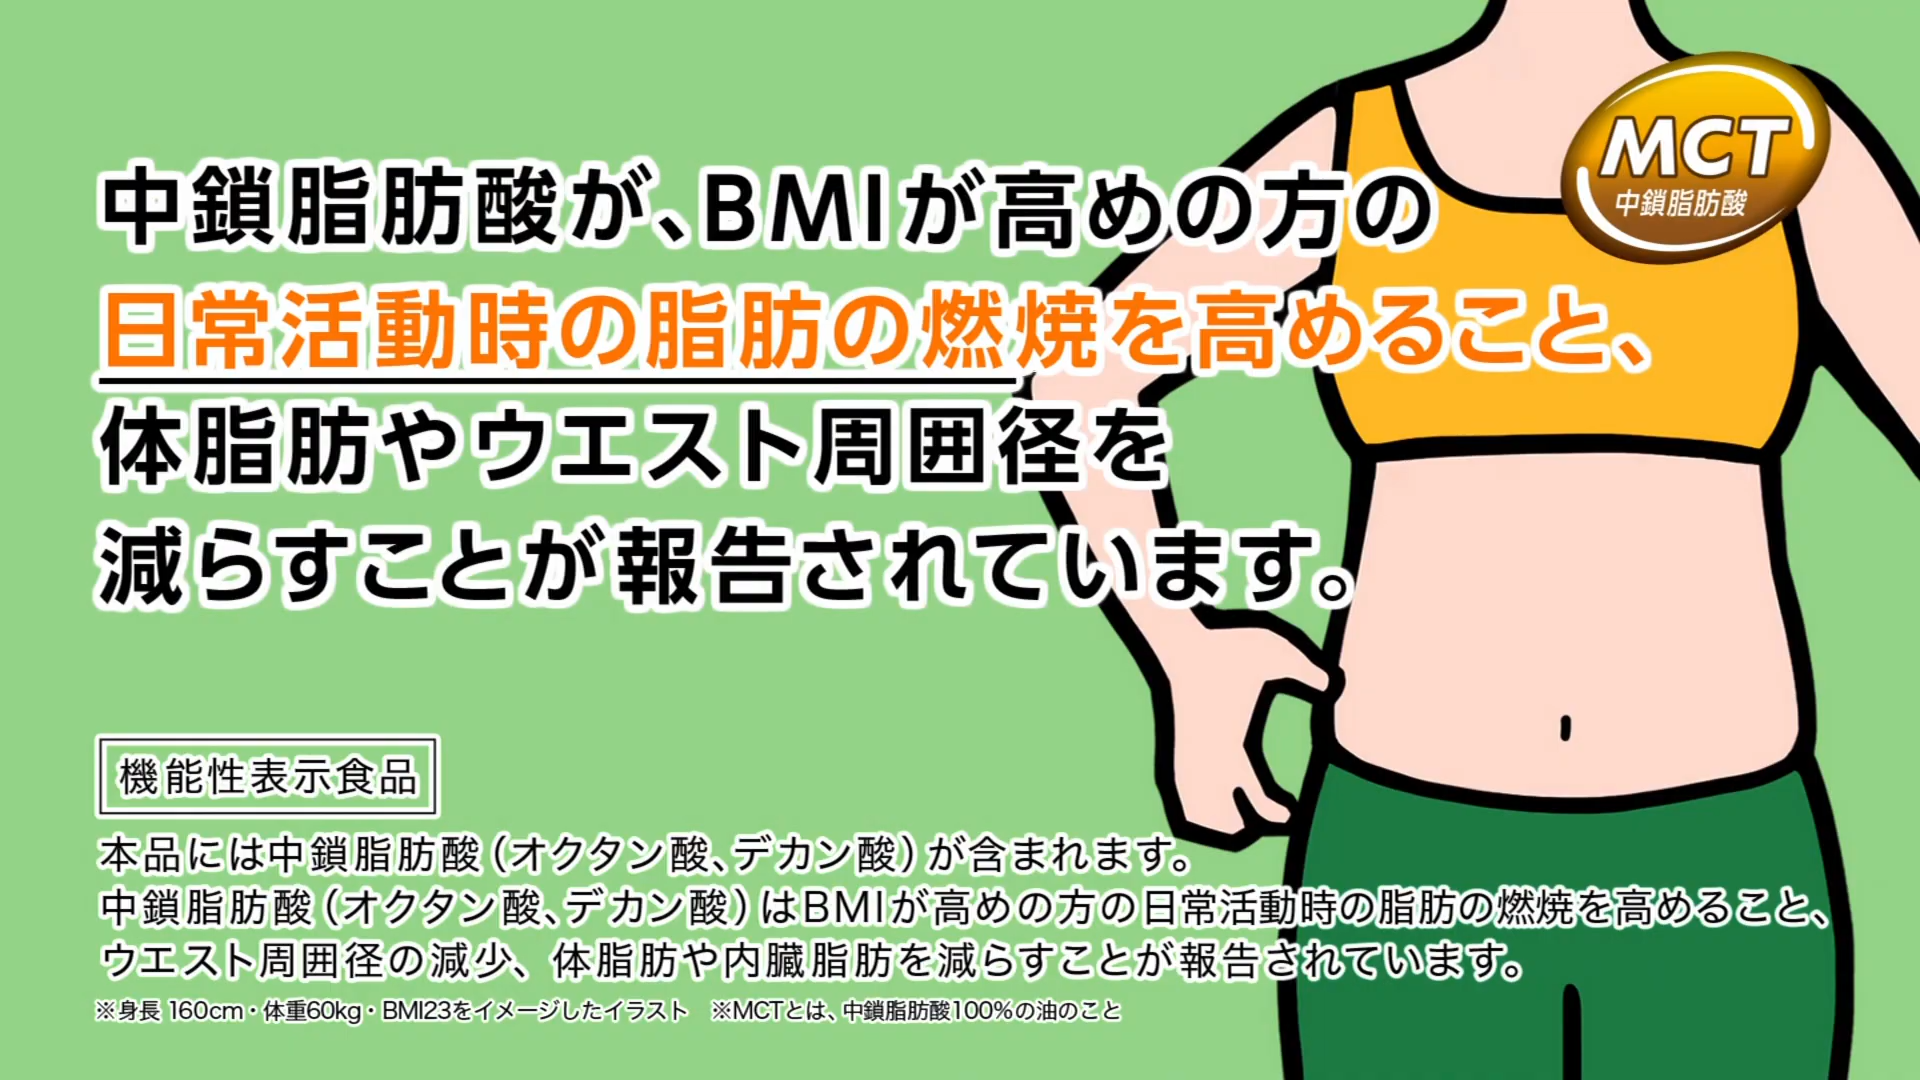 MCT
中鎖脂肪酸
中鎖脂肪酸が、BMIが高めの方の
日常活動時の脂肪の燃焼を高めること、
体脂肪やウエスト周囲径を
減らすことが報告されています。
機能性表示食品
本品には中鎖脂肪酸（オクタン酸、デカン酸）が含まれます。
中鎖脂肪酸（オクタン酸、デカン酸）はBMIが高めの方の日常活動時の脂肪の燃焼を高めること、
ウエスト周囲径の減少、体脂肪や内臓脂肪を減らすことが報告されています。
※身長 160cm・体重60kg・BMI23をイメージしたイラスト　※MCTとは、中鎖脂肪酸100%の油のこと